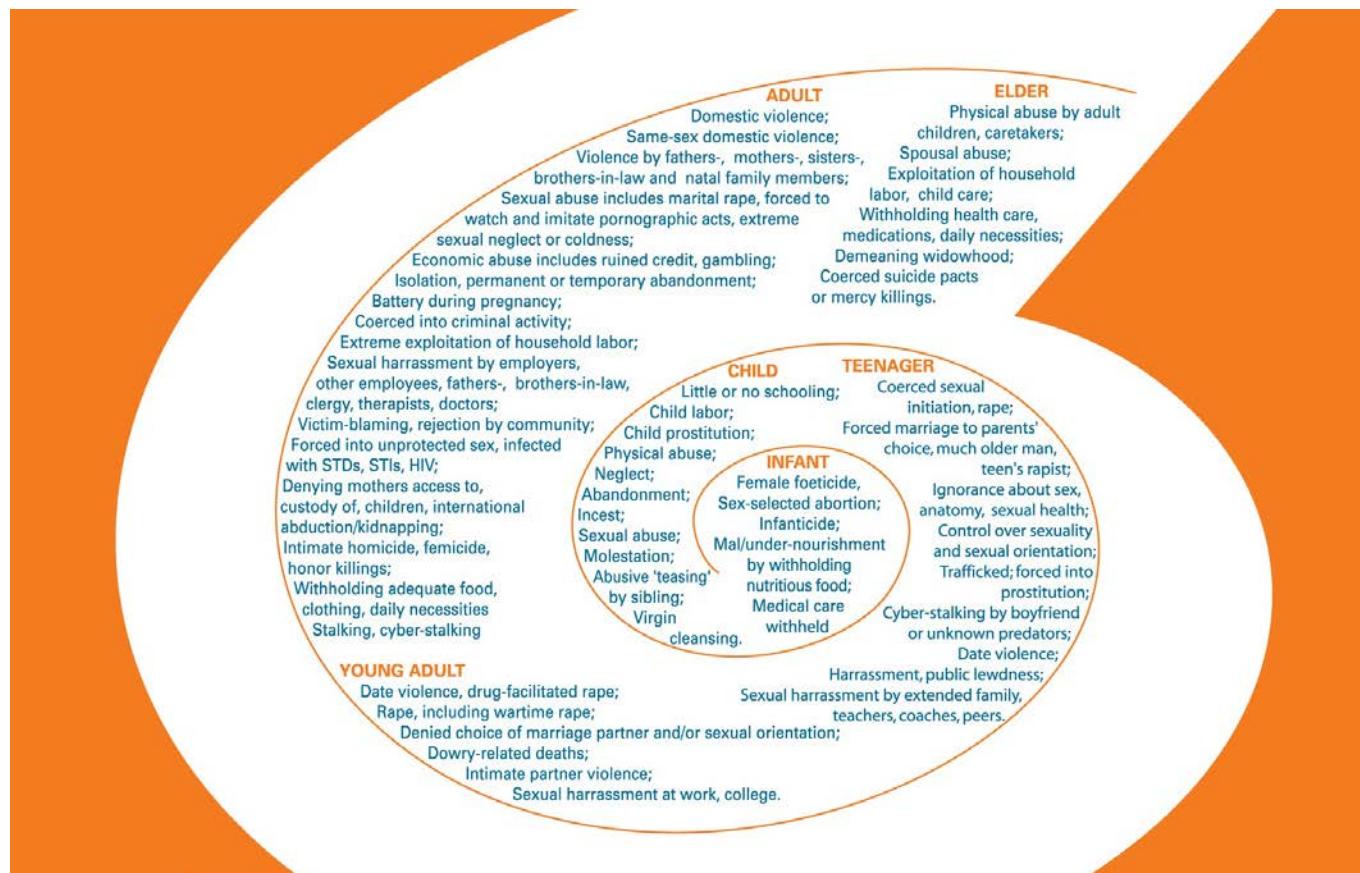 ADULT
Domestic violence;
Same-sex domestic violence;
Violence by fathers-, mothers-, sisters-,
brothers-in-law and natal family members;
Sexual abuse includes marital rape, forced to
watch and imitate pornographic acts, extreme
sexual neglect or coldness;
Economic abuse includes ruined credit, gambling;
Isolation, permanent or temporary abandonment;
Battery during pregnancy;
Coerced into criminal activity;
Extreme exploitation of household labor;
Sexual harrassment by employers,
other employees, fathers-, brothers-in-law,
clergy, therapists, doctors;
Victim-blaming, rejection by community;
Forced into unprotected sex, infected
with STDs, STIs, HIV;
Denying mothers access to,
custody of, children, international
abduction/kidnapping;
Intimate homicide, femicide,
honor killings;
Withholding adequate food,
clothing, daily necessities
Stalking, cyber-stalking
ELDER
Physical abuse by adult
children, caretakers;
Spousal abuse;
Exploitation of household
labor, child care;
Withholding health care,
medications, daily necessities;
Demeaning widowhood;
Coerced suicide pacts
or mercy killings.
CHILD
Little or no schooling;
Child labor;
Child prostitution;
Physical abuse;
Neglect;
Abandonment;
Incest;
Sexual abuse;
Molestation;
Abusive 'teasing'
by sibling;
Virgin
cleansing.
INFANT
Female foeticide,
Sex-selected abortion;
Infanticide;
Mal/under-nourishment
by withholding
nutritious food;
Medical care
withheld
TEENAGER
Coerced sexual
initiation, rape;
Forced marriage to parents'
choice, much older man,
teen's rapist;
Ignorance about sex,
anatomy, sexual health;
Control over sexuality
and sexual orientation;
Trafficked; forced into
prostitution;
Cyber-stalking by boyfriend
or unknown predators;
Date violence;
Harrassment, public lewdness;
Sexual harrassment by extended family,
teachers, coaches, peers.
YOUNG ADULT
Date violence, drug-facilitated rape;
Rape, including wartime rape;
Denied choice of marriage partner and/or sexual orientation;
Dowry-related deaths;
Intimate partner violence;
Sexual harrassment at work, college.